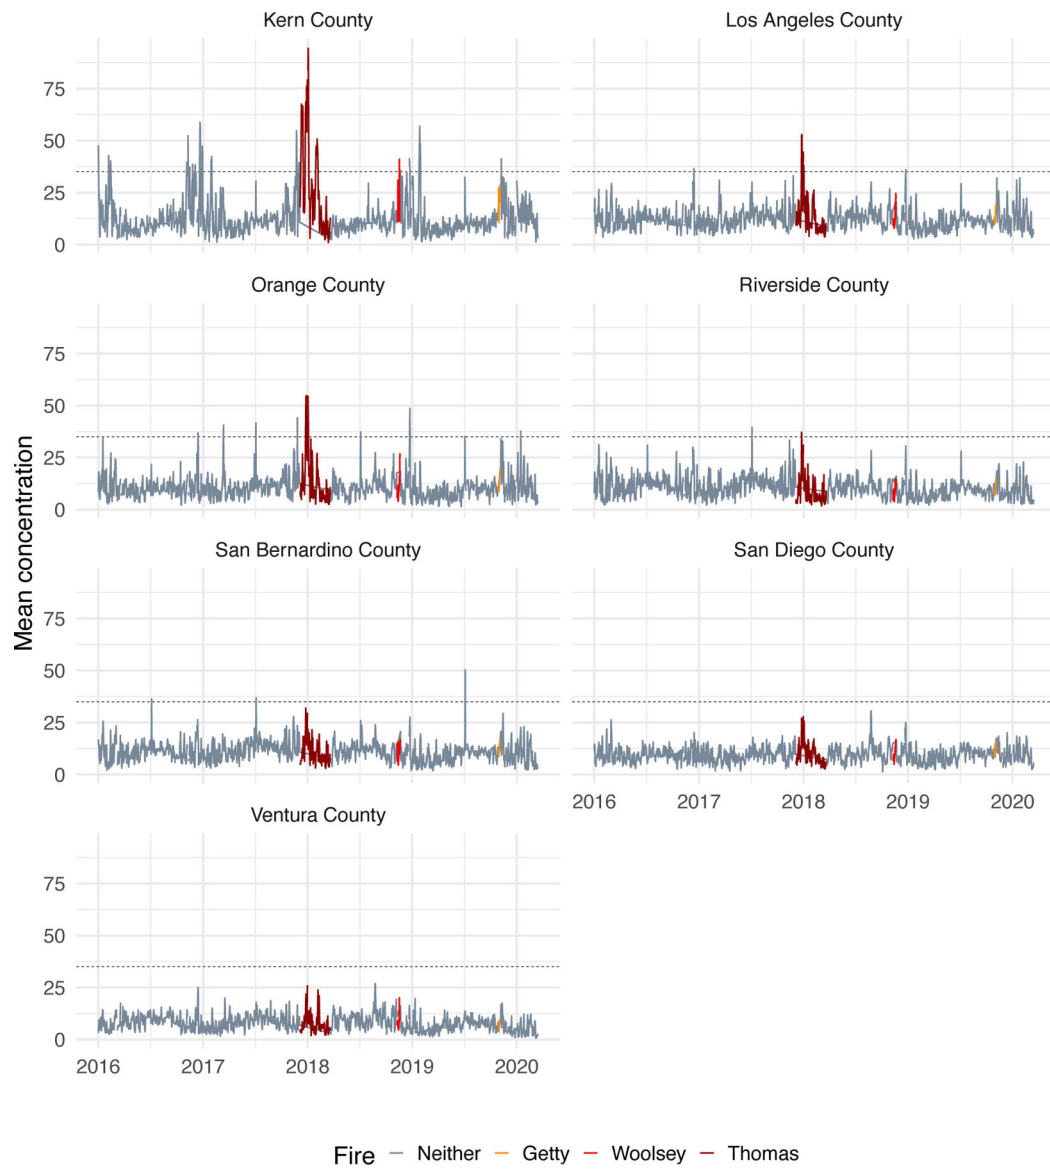 Kern County
Los Angeles County
75
50
25
0
Orange County
Riverside County
75
50
25
0
Mean concentration
San Bernardino County
San Diego County
75
50
25
0
2016 2017 2018 2019 2020
Ventura County
75
50
25
0
2016 2017 2018 2019 2020
Fire Neither Getty Woolsey Thomas